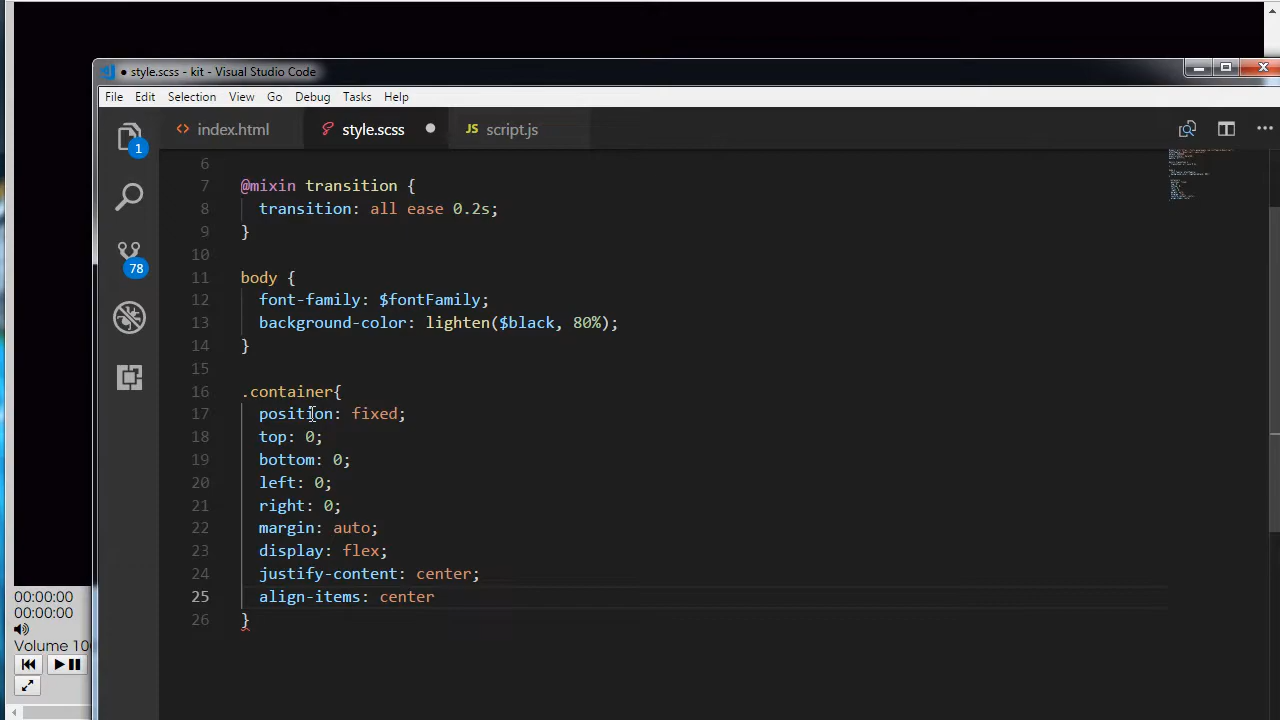 style.scss - kit - Visual Studio Code
File Edit Selection View Go Debug Tasks Help
index.html style.scss JS script.js
1
78
6
7 @mixin transition {
8 transition: all ease 0.2s;
9 }
10
11 body {
12 font-family: $fontFamily;
13 background-color: lighten($black, 80%);
14 }
15
16 .container{
17 position: fixed;
18 top: 0;
19 bottom: 0;
20 left: 0;
21 right: 0;
22 margin: auto;
23 display: flex;
24 justify-content: center;
25 align-items: center
26 }
00:00:00
00:00:00
Volume